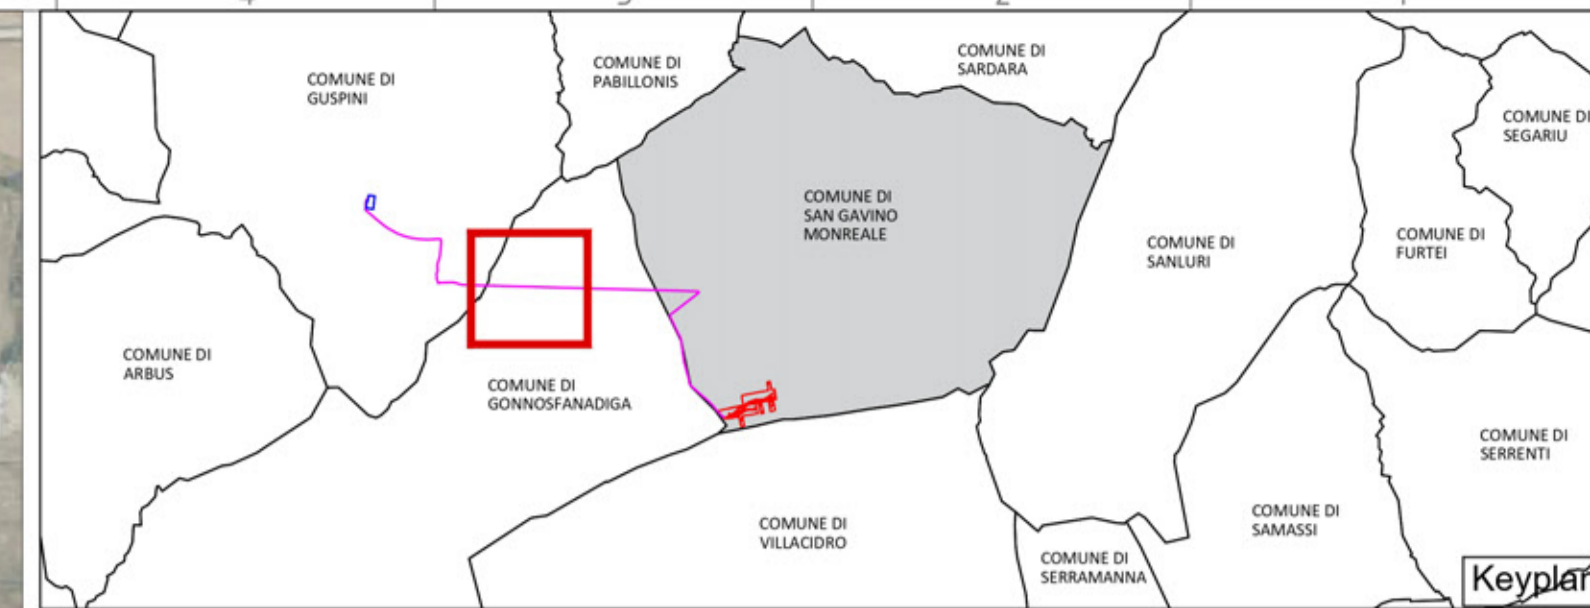 COMUNE DI
GUSPINI
COMUNE DI
PABILLONIS
COMUNE DI
SARDARA
COMUNE DI
SEGARIU
COMUNE DI
SAN GAVINO
MONREALE
COMUNE DI
SANLURI
COMUNE DI
FURTEI
COMUNE DI
ARBUS
COMUNE DI
GONNOSFANADIGA
COMUNE DI
SERRENTI
COMUNE DI
VILLACIDRO
COMUNE DI
SAMASSI
COMUNE DI
SERRAMANNA
Keyplan